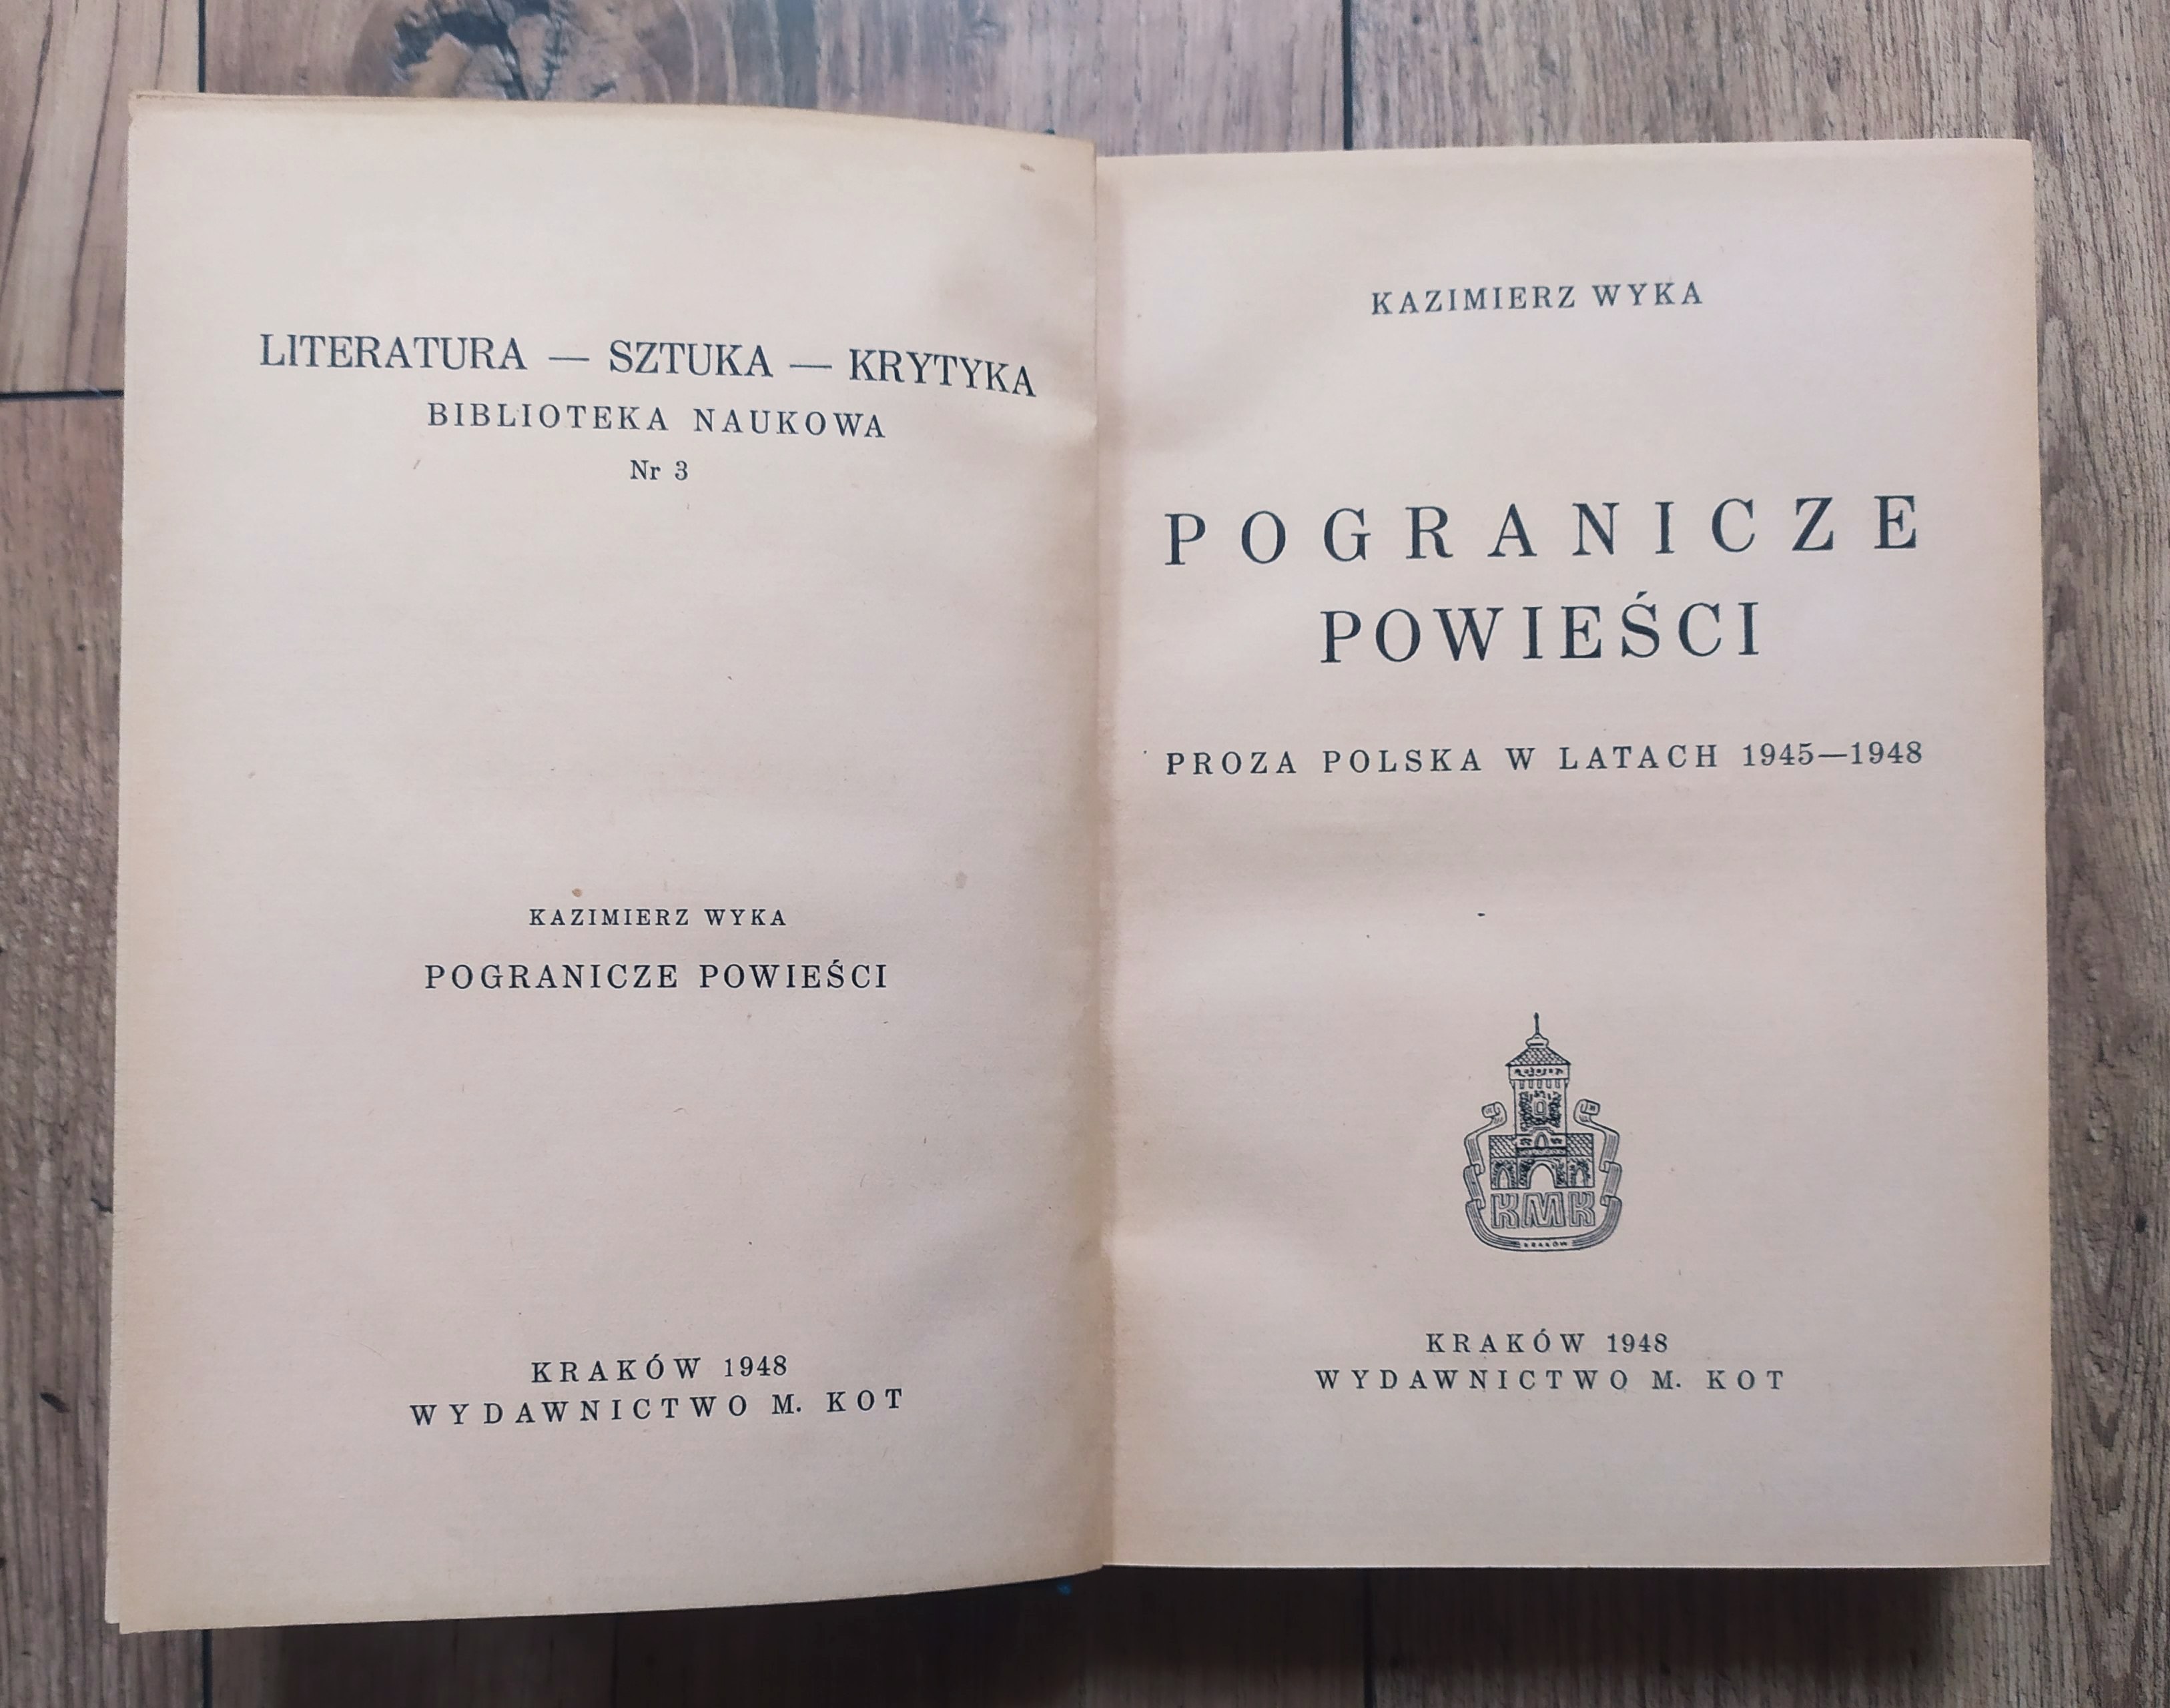 LITERATURA — SZTUKA — KRYTYKA
BIBLIOTEKA NAUKOWA
Nr 3
KAZIMIERZ WYKA
POGRANICZE POWIEŚCI
KRAKÓW 1948
WYDAWNICTWO M. KOT
KAZIMIERZ WYKA
POGRANICZE
POWIEŚCI
PROZA POLSKA W LATACH 1945—1948
KMK
KRAKÓW
KRAKÓW 1948
WYDAWNICTWO M. KOT